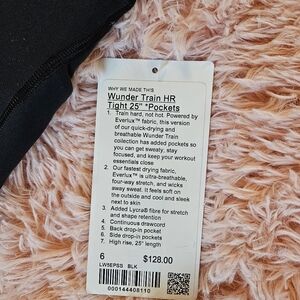 WHY WE MADE THIS
Wunder Train HR
Tight 25" *Pockets
1. Train hard, not hot. Powered by
Everlux™ fabric, this version
of our quick-drying and
breathable Wunder Train
collection has added pockets so
you can get sweaty, stay
focused, and keep your workout
essentials close
2. Our fastest drying fabric,
Everlux™ is ultra-breathable,
four-way stretch, and wicks
away sweat. It feels soft on
the outside and cool and sleek
next to skin
3. Added Lycra® fibre for stretch
and shape retention
4. Continuous drawcord
5. Back drop-in pocket
6. Side drop-in pockets
7. High rise, 25" length
6 $128.00
LW5EPSS BLK
000144408110